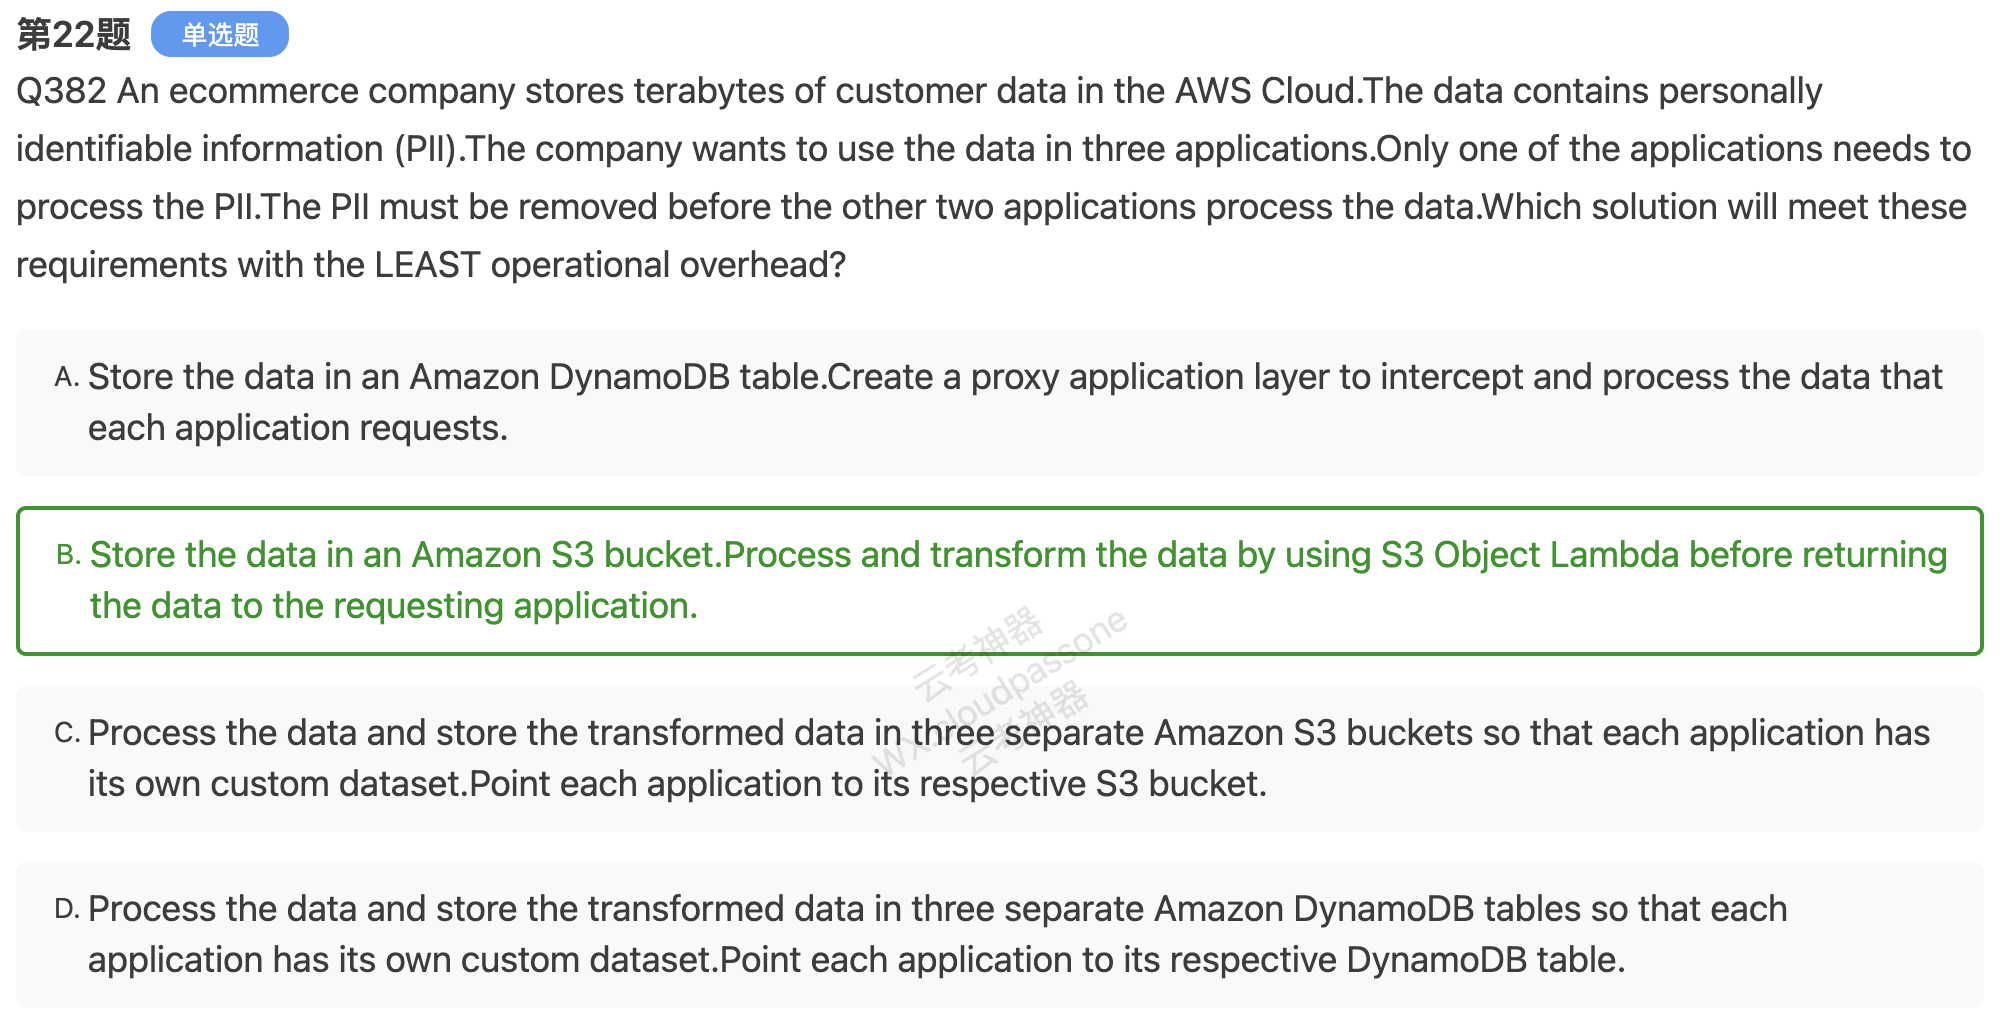 第22题 单选题
Q382 An ecommerce company stores terabytes of customer data in the AWS Cloud.The data contains personally
identifiable information (PII).The company wants to use the data in three applications.Only one of the applications needs to
process the PII.The PII must be removed before the other two applications process the data.Which solution will meet these
requirements with the LEAST operational overhead?
A. Store the data in an Amazon DynamoDB table.Create a proxy application layer to intercept and process the data that
each application requests.
B. Store the data in an Amazon S3 bucket.Process and transform the data by using S3 Object Lambda before returning
the data to the requesting application.
云考神器
WX:cloudpassone
云考神器
C. Process the data and store the transformed data in three separate Amazon S3 buckets so that each application has
its own custom dataset.Point each application to its respective S3 bucket.
D. Process the data and store the transformed data in three separate Amazon DynamoDB tables so that each
application has its own custom dataset.Point each application to its respective DynamoDB table.